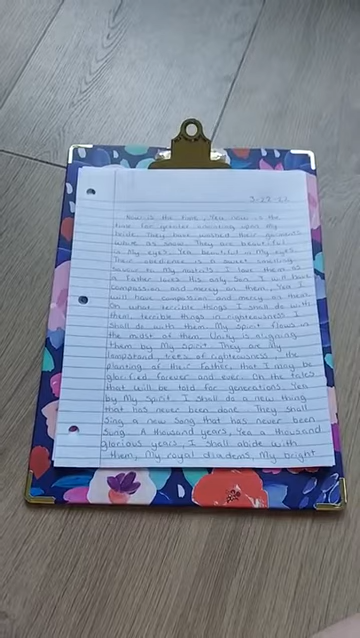 3-29-21
Now is the time, Yea now is the
time for greater anointing upon My
bride. They have washed their garments
white as snow. They are beautiful
in My eyes, Yea beautiful in My eyes.
Their obedience is a sweet smelling
savour to My nostrils. I love them as
a Father loves His only Son. I will have
compassion and mercy on them, Yea I
will have compassion and mercy on them.
Oh what terrible things I shall do with
them, terrible things in righteousness I
shall do with them. My Spirit flows in
the midst of them. Unity is aligning
them by My Spirit. They are My
lampstand, trees of righteousness, the
planting of their Father, that I may be
glorified forever and ever. Oh the tales
that will be told for generations, Yea
by My Spirit, I shall do a new thing
that has never been done. They shall
sing a new song that has never been
sung. A thousand years, Yea a thousand
glorious years, I shall abide with
them, My royal diadems, My bright